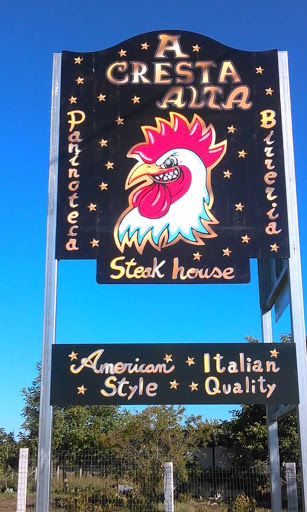 A
CRESTA
ALTA
Paninoteca
Birreria
Steak house
American Italian
Style Quality